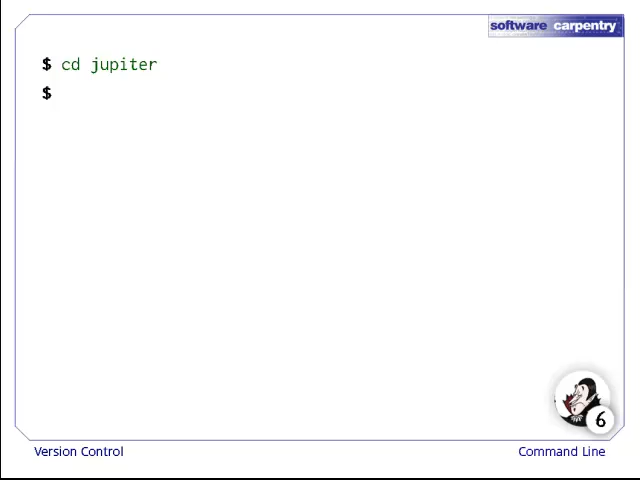 software carpentry
$ cd jupiter
$
6
Version Control
Command Line